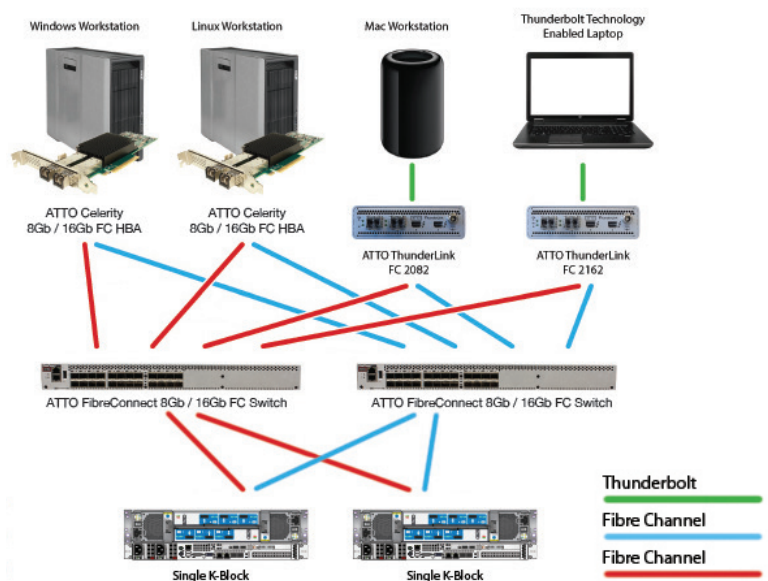 Windows Workstation
Linux Workstation
Mac Workstation
Thunderbolt Technology
Enabled Laptop
ATTO Celerity
8Gb / 16Gb FC HBA
ATTO Celerity
8Gb / 16Gb FC HBA
ATTO ThunderLink
FC 2082
ATTO ThunderLink
FC 2162
ATTO FibreConnect 8Gb / 16Gb FC Switch
ATTO FibreConnect 8Gb / 16Gb FC Switch
Thunderbolt
Fibre Channel
Fibre Channel
Single K-Block
Single K-Block